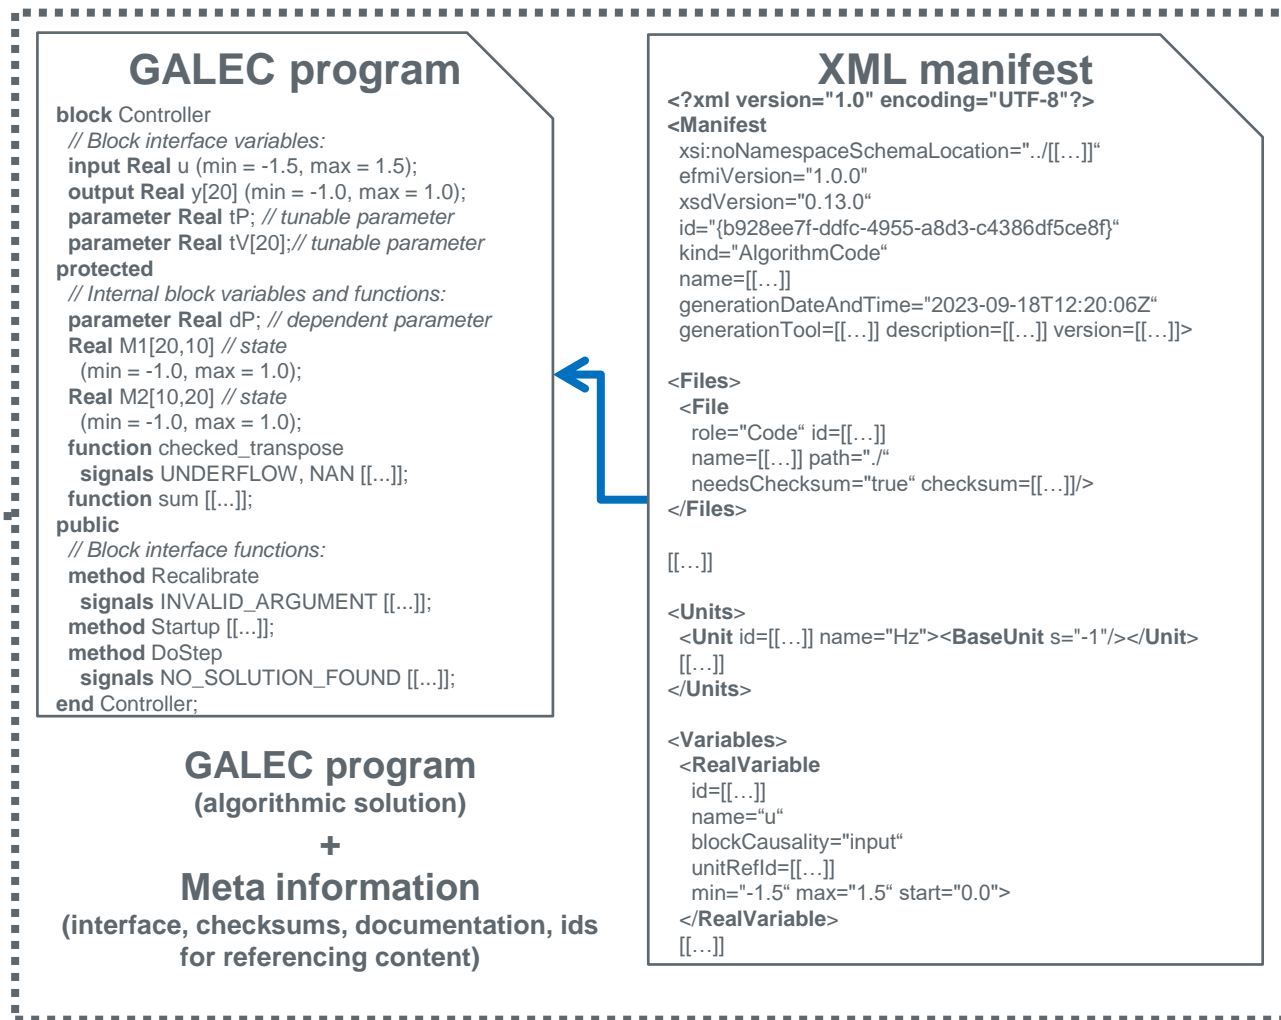 GALEC program
block Controller
// Block interface variables:
input Real u (min = -1.5, max = 1.5);
output Real y[20] (min = -1.0, max = 1.0);
parameter Real tP; // tunable parameter
parameter Real tV[20];// tunable parameter
protected
// Internal block variables and functions:
parameter Real dP; // dependent parameter
Real M1[20,10] // state
(min = -1.0, max = 1.0);
Real M2[10,20] // state
(min = -1.0, max = 1.0);
function checked_transpose
signals UNDERFLOW, NAN [[...]];
function sum [[...]];
public
// Block interface functions:
method Recalibrate
signals INVALID_ARGUMENT [[...]];
method Startup [[...]];
method DoStep
signals NO_SOLUTION_FOUND [[...]];
end Controller;
GALEC program
(algorithmic solution)
+
Meta information
(interface, checksums, documentation, ids
for referencing content)
XML manifest
<?xml version="1.0" encoding="UTF-8"?>
<Manifest
xsi:noNamespaceSchemaLocation="../[[…]]“
efmiVersion="1.0.0"
xsdVersion="0.13.0“
id="{b928ee7f-ddfc-4955-a8d3-c4386df5ce8f}“
kind="AlgorithmCode“
name=[[…]]
generationDateAndTime="2023-09-18T12:20:06Z“
generationTool=[[…]] description=[[…]] version=[[…]]>
<Files>
<File
role="Code“ id=[[…]]
name=[[…]] path="./“
needsChecksum="true“ checksum=[[…]]/>
</Files>
[[…]]
<Units>
<Unit id=[[…]] name="Hz"><BaseUnit s="-1"/></Unit>
[[…]]
</Units>
<Variables>
<RealVariable
id=[[…]]
name=“u"
blockCausality="input“
unitRefId=[[…]]
min="-1.5“ max="1.5“ start="0.0">
</RealVariable>
[[…]]